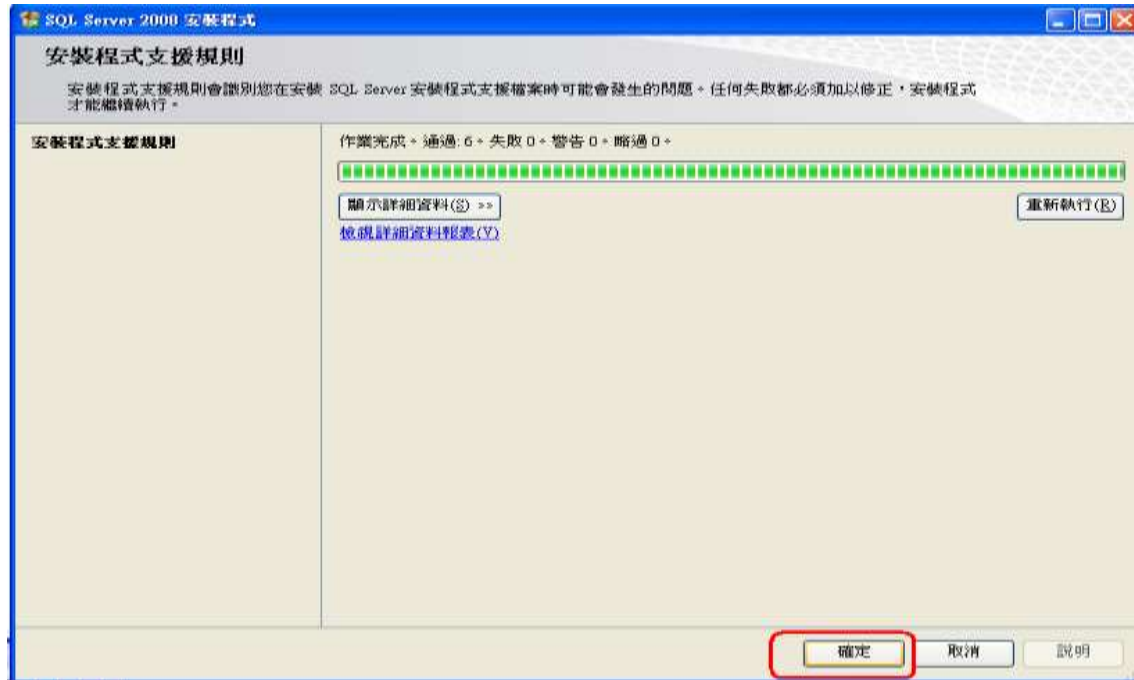 SQL Server 2008 安裝程式
安裝程式支援規則
安裝程式支援規則會識別您在安裝 SQL Server 安裝程式支援檔案時可能會發生的問題。任何失敗都必須加以修正，安裝程式
才能繼續執行。
安裝程式支援規則
作業完成。通過: 6。失敗 0。警告 0。略過 0。
顯示詳細資料(S) >>
重新執行(R)
檢視詳細資料報表(V)
確定
取消
說明